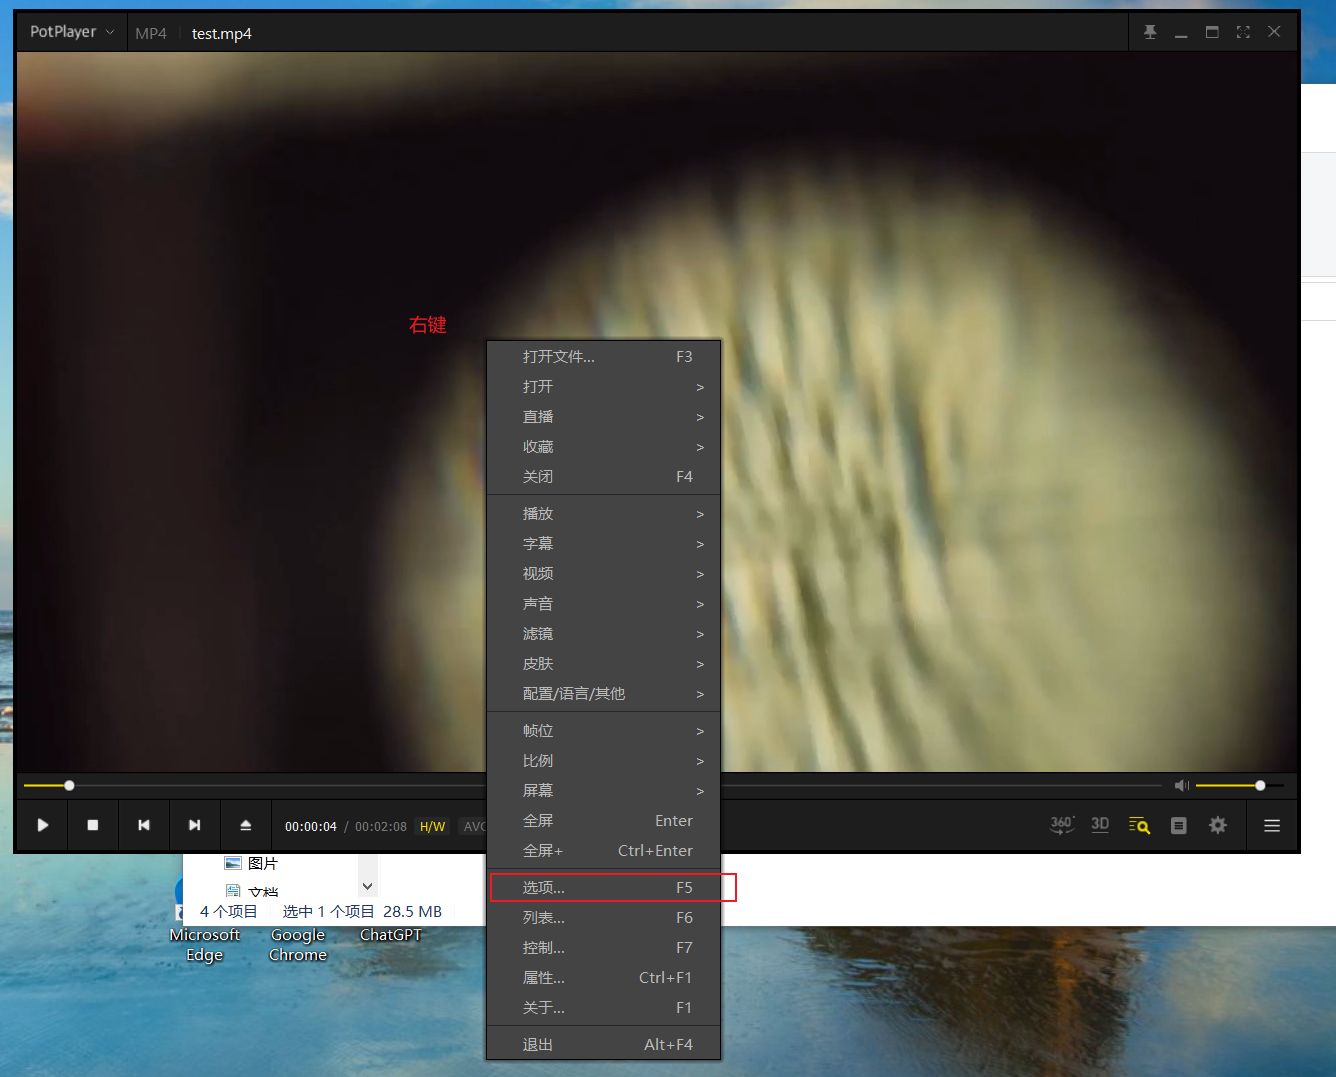 PotPlayer MP4 test.mp4
右键
打开文件... F3
打开 >
直播 >
收藏 >
关闭 F4
播放 >
字幕 >
视频 >
声音 >
滤镜 >
皮肤 >
配置/语言/其他 >
帧位 >
比例 >
屏幕 >
全屏 Enter
全屏+ Ctrl+Enter
选项... F5
列表... F6
控制... F7
属性... Ctrl+F1
关于... F1
退出 Alt+F4
00:00:04 / 00:02:08 H/W AVC
360° 3D
图片
文档
4 个项目 选中 1 个项目 28.5 MB
Microsoft Edge
Google Chrome
ChatGPT